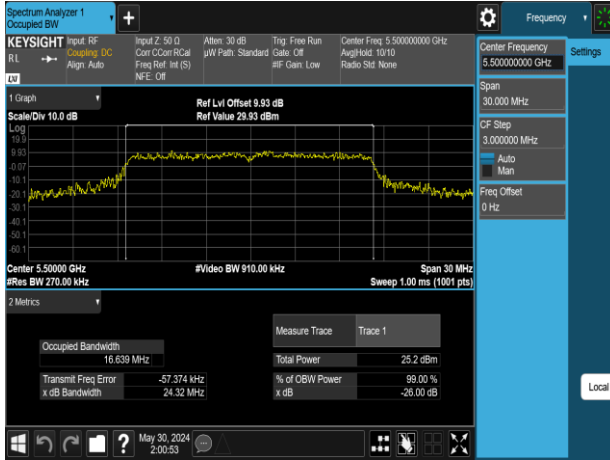 Spectrum Analyzer 1
Occupied BW
+
Frequency
KEYSIGHT
RL
LXI
Input: RF
Coupling: DC
Align: Auto
Input Z: 50 Ω
Corr CCorr RCal
Freq Ref: Int (S)
NFE: Off
Atten: 30 dB
µW Path: Standard
Trig: Free Run
Gate: Off
#IF Gain: Low
Center Freq: 5.500000000 GHz
Avg|Hold: 10/10
Radio Std: None
Center Frequency
5.500000000 GHz
Settings
Span
30.000 MHz
CF Step
3.000000 MHz
Auto
Man
Freq Offset
0 Hz
Local
1 Graph
Scale/Div 10.0 dB
Ref Lvl Offset 9.93 dB
Ref Value 29.93 dBm
Log
19.9
9.93
-0.07
-10.1
-20.1
-30.1
-40.1
-50.1
-60.1
Center 5.50000 GHz
#Res BW 270.00 kHz
#Video BW 910.00 kHz
Span 30 MHz
Sweep 1.00 ms (1001 pts)
2 Metrics
Measure Trace Trace 1
Occupied Bandwidth
16.639 MHz
Total Power 25.2 dBm
Transmit Freq Error -57.374 kHz
% of OBW Power 99.00 %
x dB Bandwidth 24.32 MHz
x dB -26.00 dB
?
May 30, 2024
2:00:53